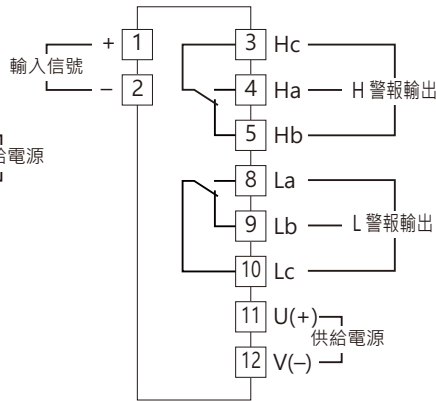 + 1
輸入信號
− 2
3 Hc
4 Ha
H 警報輸出
5 Hb
給電源
8 La
9 Lb
L 警報輸出
10 Lc
11 U(+)
供給電源
12 V(–)